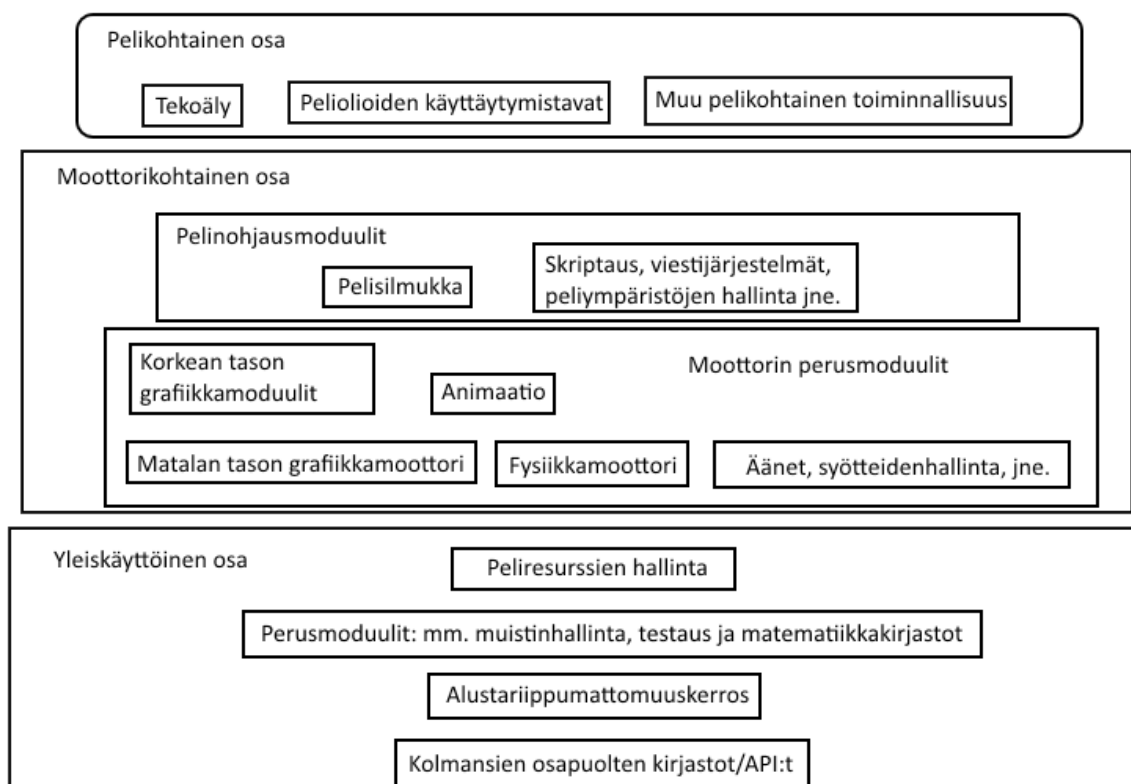 Pelikohtainen osa
Tekoäly
Peliolioiden käyttäytymistavat
Muu pelikohtainen toiminnallisuus
Moottorikohtainen osa
Pelinohjausmoduulit
Pelisilmukka
Skriptaus, viestijärjestelmät,
peliympäristöjen hallinta jne.
Korkean tason
grafiikkamoduulit
Animaatio
Moottorin perusmoduulit
Matalan tason grafiikkamoottori
Fysiikkamoottori
Äänet, syötteidenhallinta, jne.
Yleiskäyttöinen osa
Peliresurssien hallinta
Perusmoduulit: mm. muistinhallinta, testaus ja matematiikkakirjastot
Alustariippumattomuuskerros
Kolmansien osapuolten kirjastot/API:t